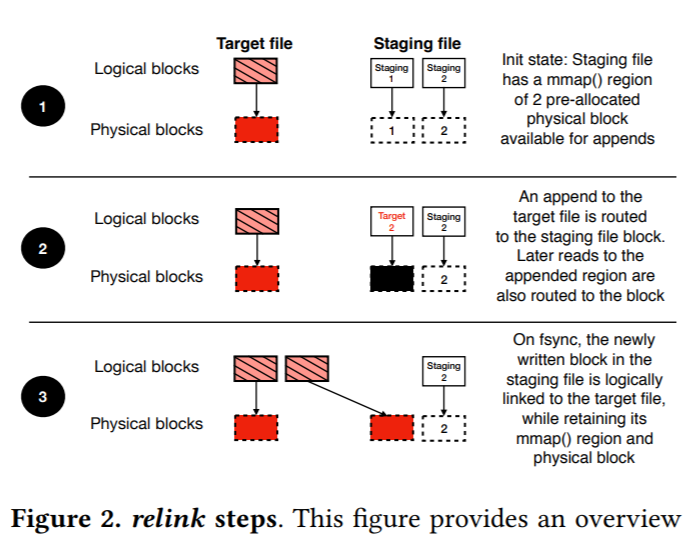 Target file
Staging file
Logical blocks
Staging
1
Staging
2
1
Physical blocks
1
2
Init state: Staging file
has a mmap() region
of 2 pre-allocated
physical block
available for appends
Logical blocks
Target
2
Staging
2
2
Physical blocks
2
An append to the
target file is routed
to the staging file block.
Later reads to the
appended region are
also routed to the block
Logical blocks
Staging
2
3
Physical blocks
2
On fsync, the newly
written block in the
staging file is logically
linked to the target file,
while retaining its
mmap() region and
physical block
Figure 2. relink steps. This figure provides an overview